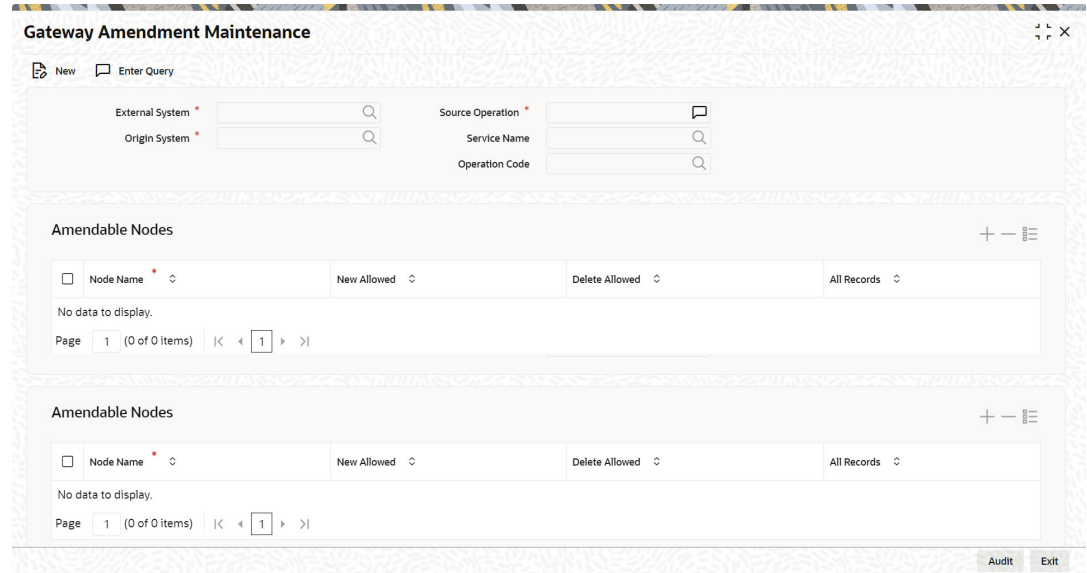 Gateway Amendment Maintenance
New Enter Query
External System * Source Operation *
Origin System * Service Name
Operation Code
Amendable Nodes
Node Name * New Allowed Delete Allowed All Records
No data to display.
Page 1 (0 of 0 items) 1
Amendable Nodes
Node Name * New Allowed Delete Allowed All Records
No data to display.
Page 1 (0 of 0 items) 1
Audit Exit